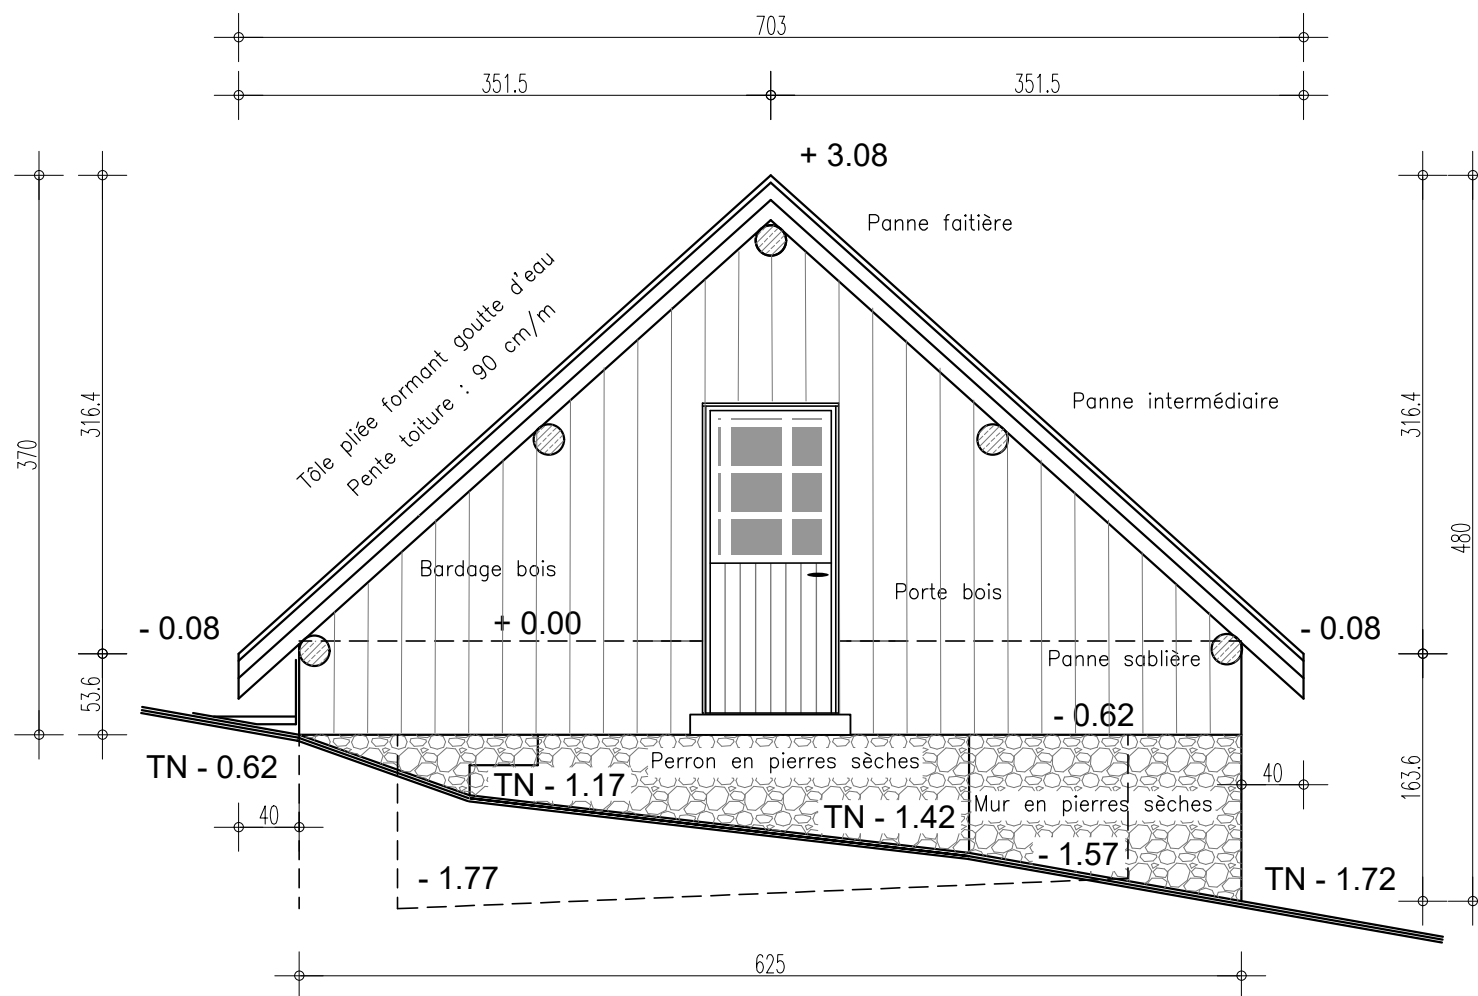 703
351.5
351.5
+ 3.08
Panne faitière
Tôle pliée formant goutte d'eau
Pente toiture : 90 cm/m
316.4
370
Panne intermédiaire
316.4
480
Bardage bois
Porte bois
+ 0.00
- 0.08
- 0.08
Panne sablière
53.6
- 0.62
TN - 0.62
Perron en pierres sèches
TN - 1.17
40
163.6
Mur en pierres sèches
TN - 1.42
40
- 1.57
- 1.77
TN - 1.72
625